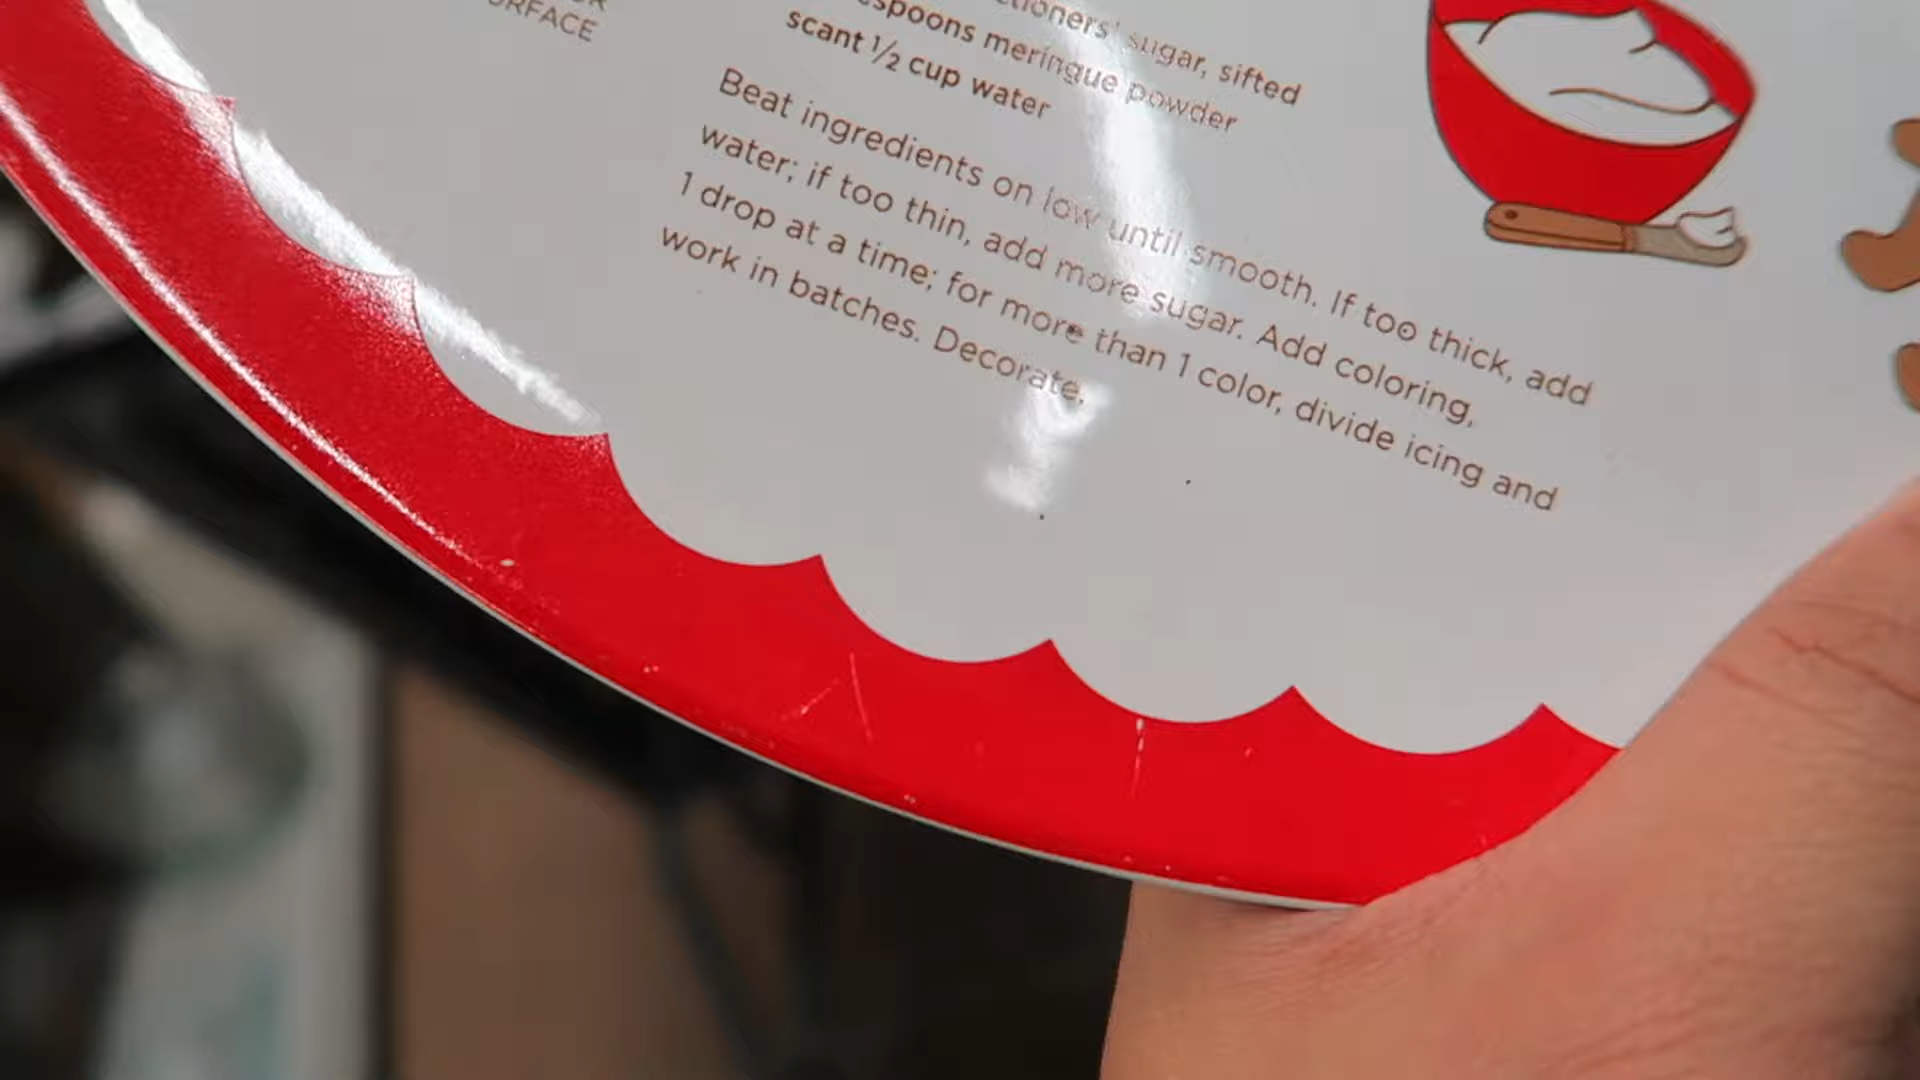 URFACE
sugar, sifted
spoons meringue powder
scant ½ cup water
Beat ingredients on low until smooth. If too thick, add
water; if too thin, add more sugar. Add coloring,
1 drop at a time; for more than 1 color, divide icing and
work in batches. Decorate.